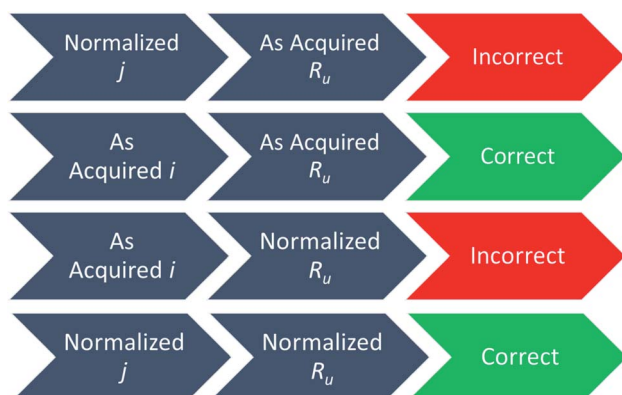 Normalized
j
As Acquired
Rᵤ
Incorrect
As
Acquired i
As Acquired
Rᵤ
Correct
As
Acquired i
Normalized
Rᵤ
Incorrect
Normalized
j
Normalized
Rᵤ
Correct